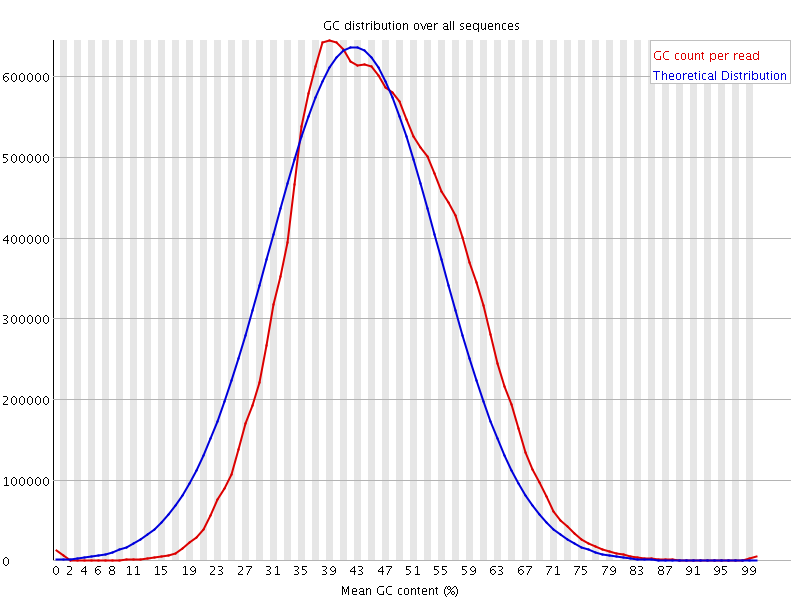 GC distribution over all sequences
GC count per read
Theoretical Distribution
600000
500000
400000
300000
200000
100000
0
0 2 4 6 8 11 15 19 23 27 31 35 39 43 47 51 55 59 63 67 71 75 79 83 87 91 95 99
Mean GC content (%)